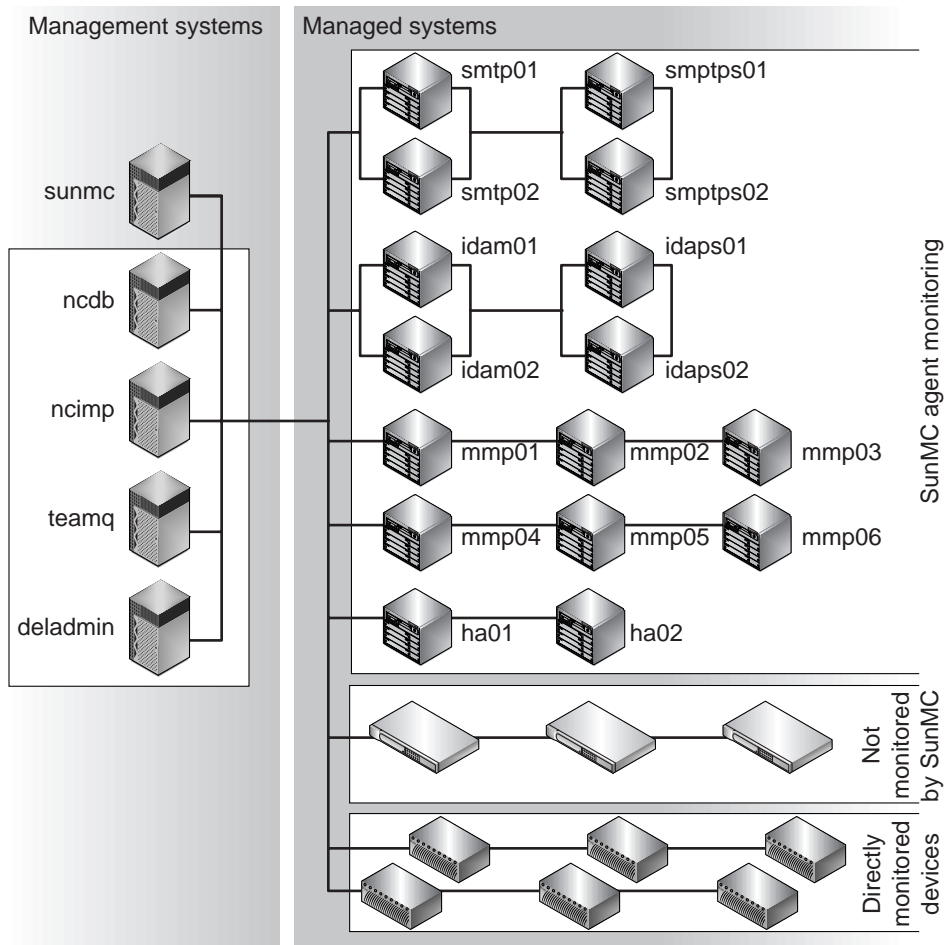 Management systems
Managed systems
smtp01
smptps01
sunmc
smtp02
smptps02
ncdb
idam01
idaps01
idam02
idaps02
ncimp
mmp01
mmp02
mmp03
teamq
mmp04
mmp05
mmp06
deladmin
ha01
ha02
SunMC agent monitoring
Not
monitored
by SunMC
Directly
monitored
devices